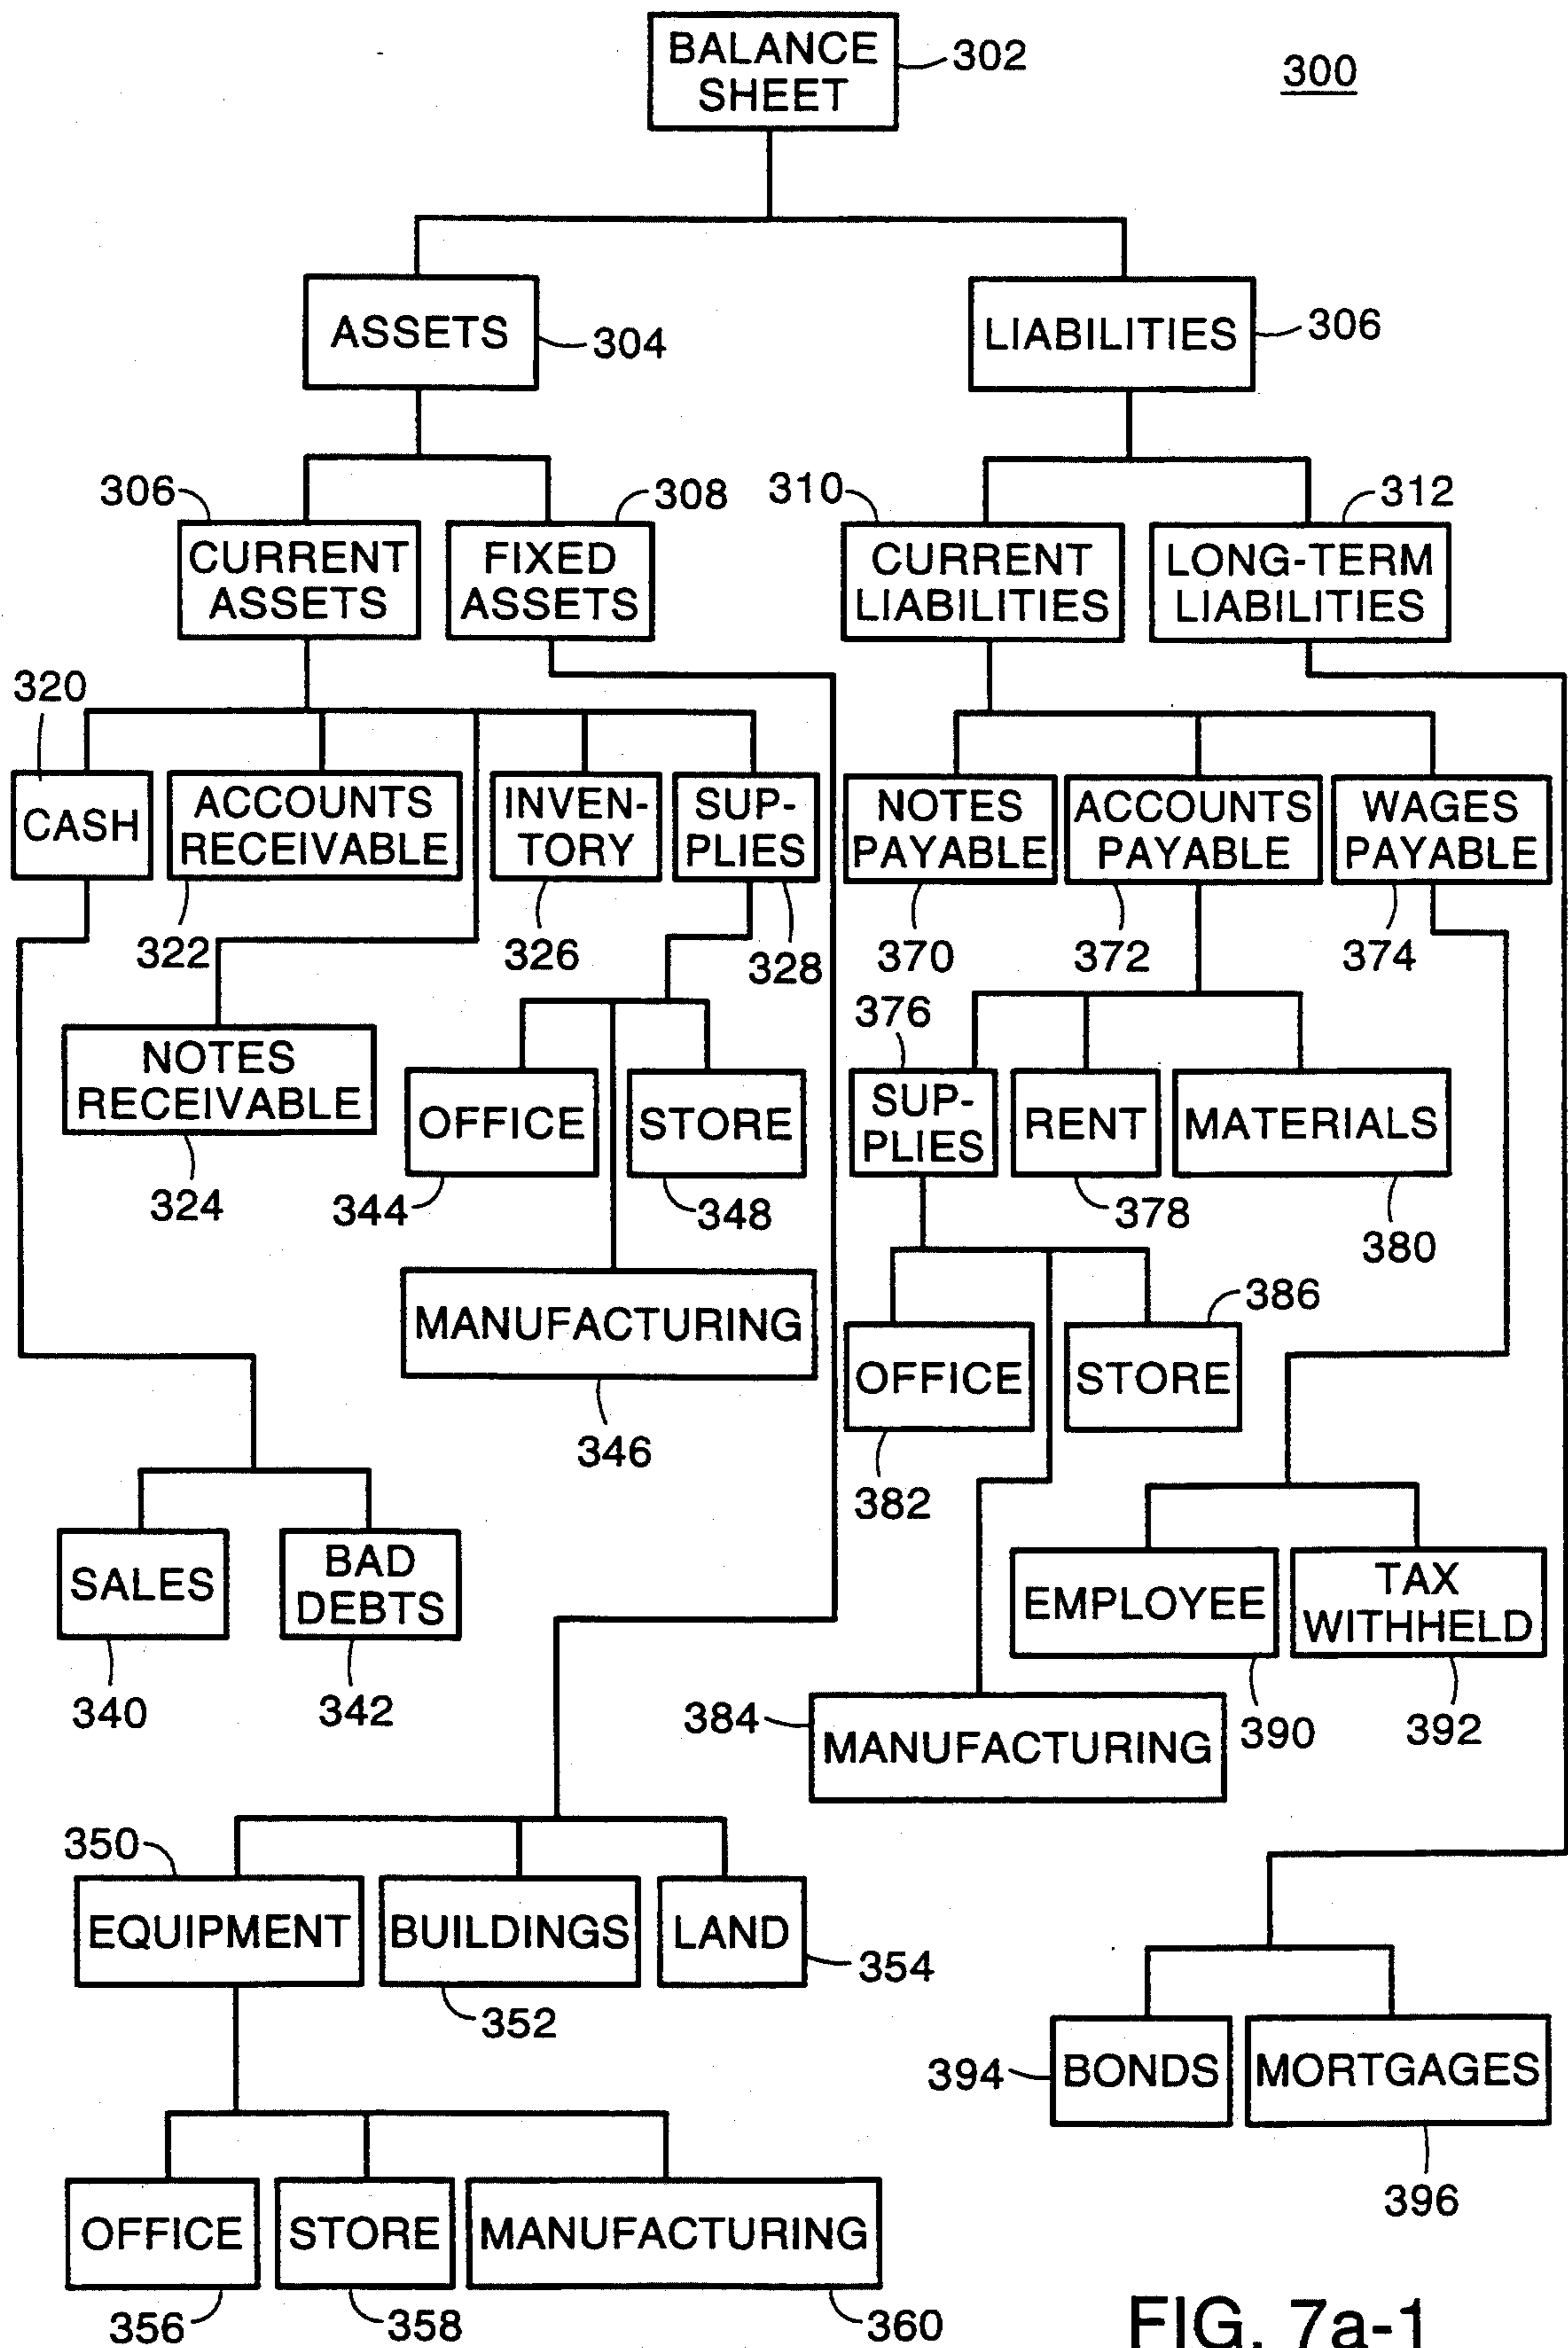 BALANCE
SHEET
302
300
ASSETS
304
LIABILITIES
306
306
308
310
312
CURRENT
ASSETS
FIXED
ASSETS
CURRENT
LIABILITIES
LONG-TERM
LIABILITIES
320
CASH
ACCOUNTS
RECEIVABLE
INVEN-
TORY
SUP-
PLIES
NOTES
PAYABLE
ACCOUNTS
PAYABLE
WAGES
PAYABLE
322
326
328
370
372
374
376
NOTES
RECEIVABLE
324
OFFICE
STORE
344
348
SUP-
PLIES
RENT
MATERIALS
378
380
MANUFACTURING
346
386
OFFICE
STORE
382
SALES
BAD
DEBTS
340
342
EMPLOYEE
TAX
WITHHELD
390
392
384
MANUFACTURING
350
EQUIPMENT
BUILDINGS
LAND
354
352
394
BONDS
MORTGAGES
396
OFFICE
STORE
MANUFACTURING
356
358
360
FIG. 7a-1